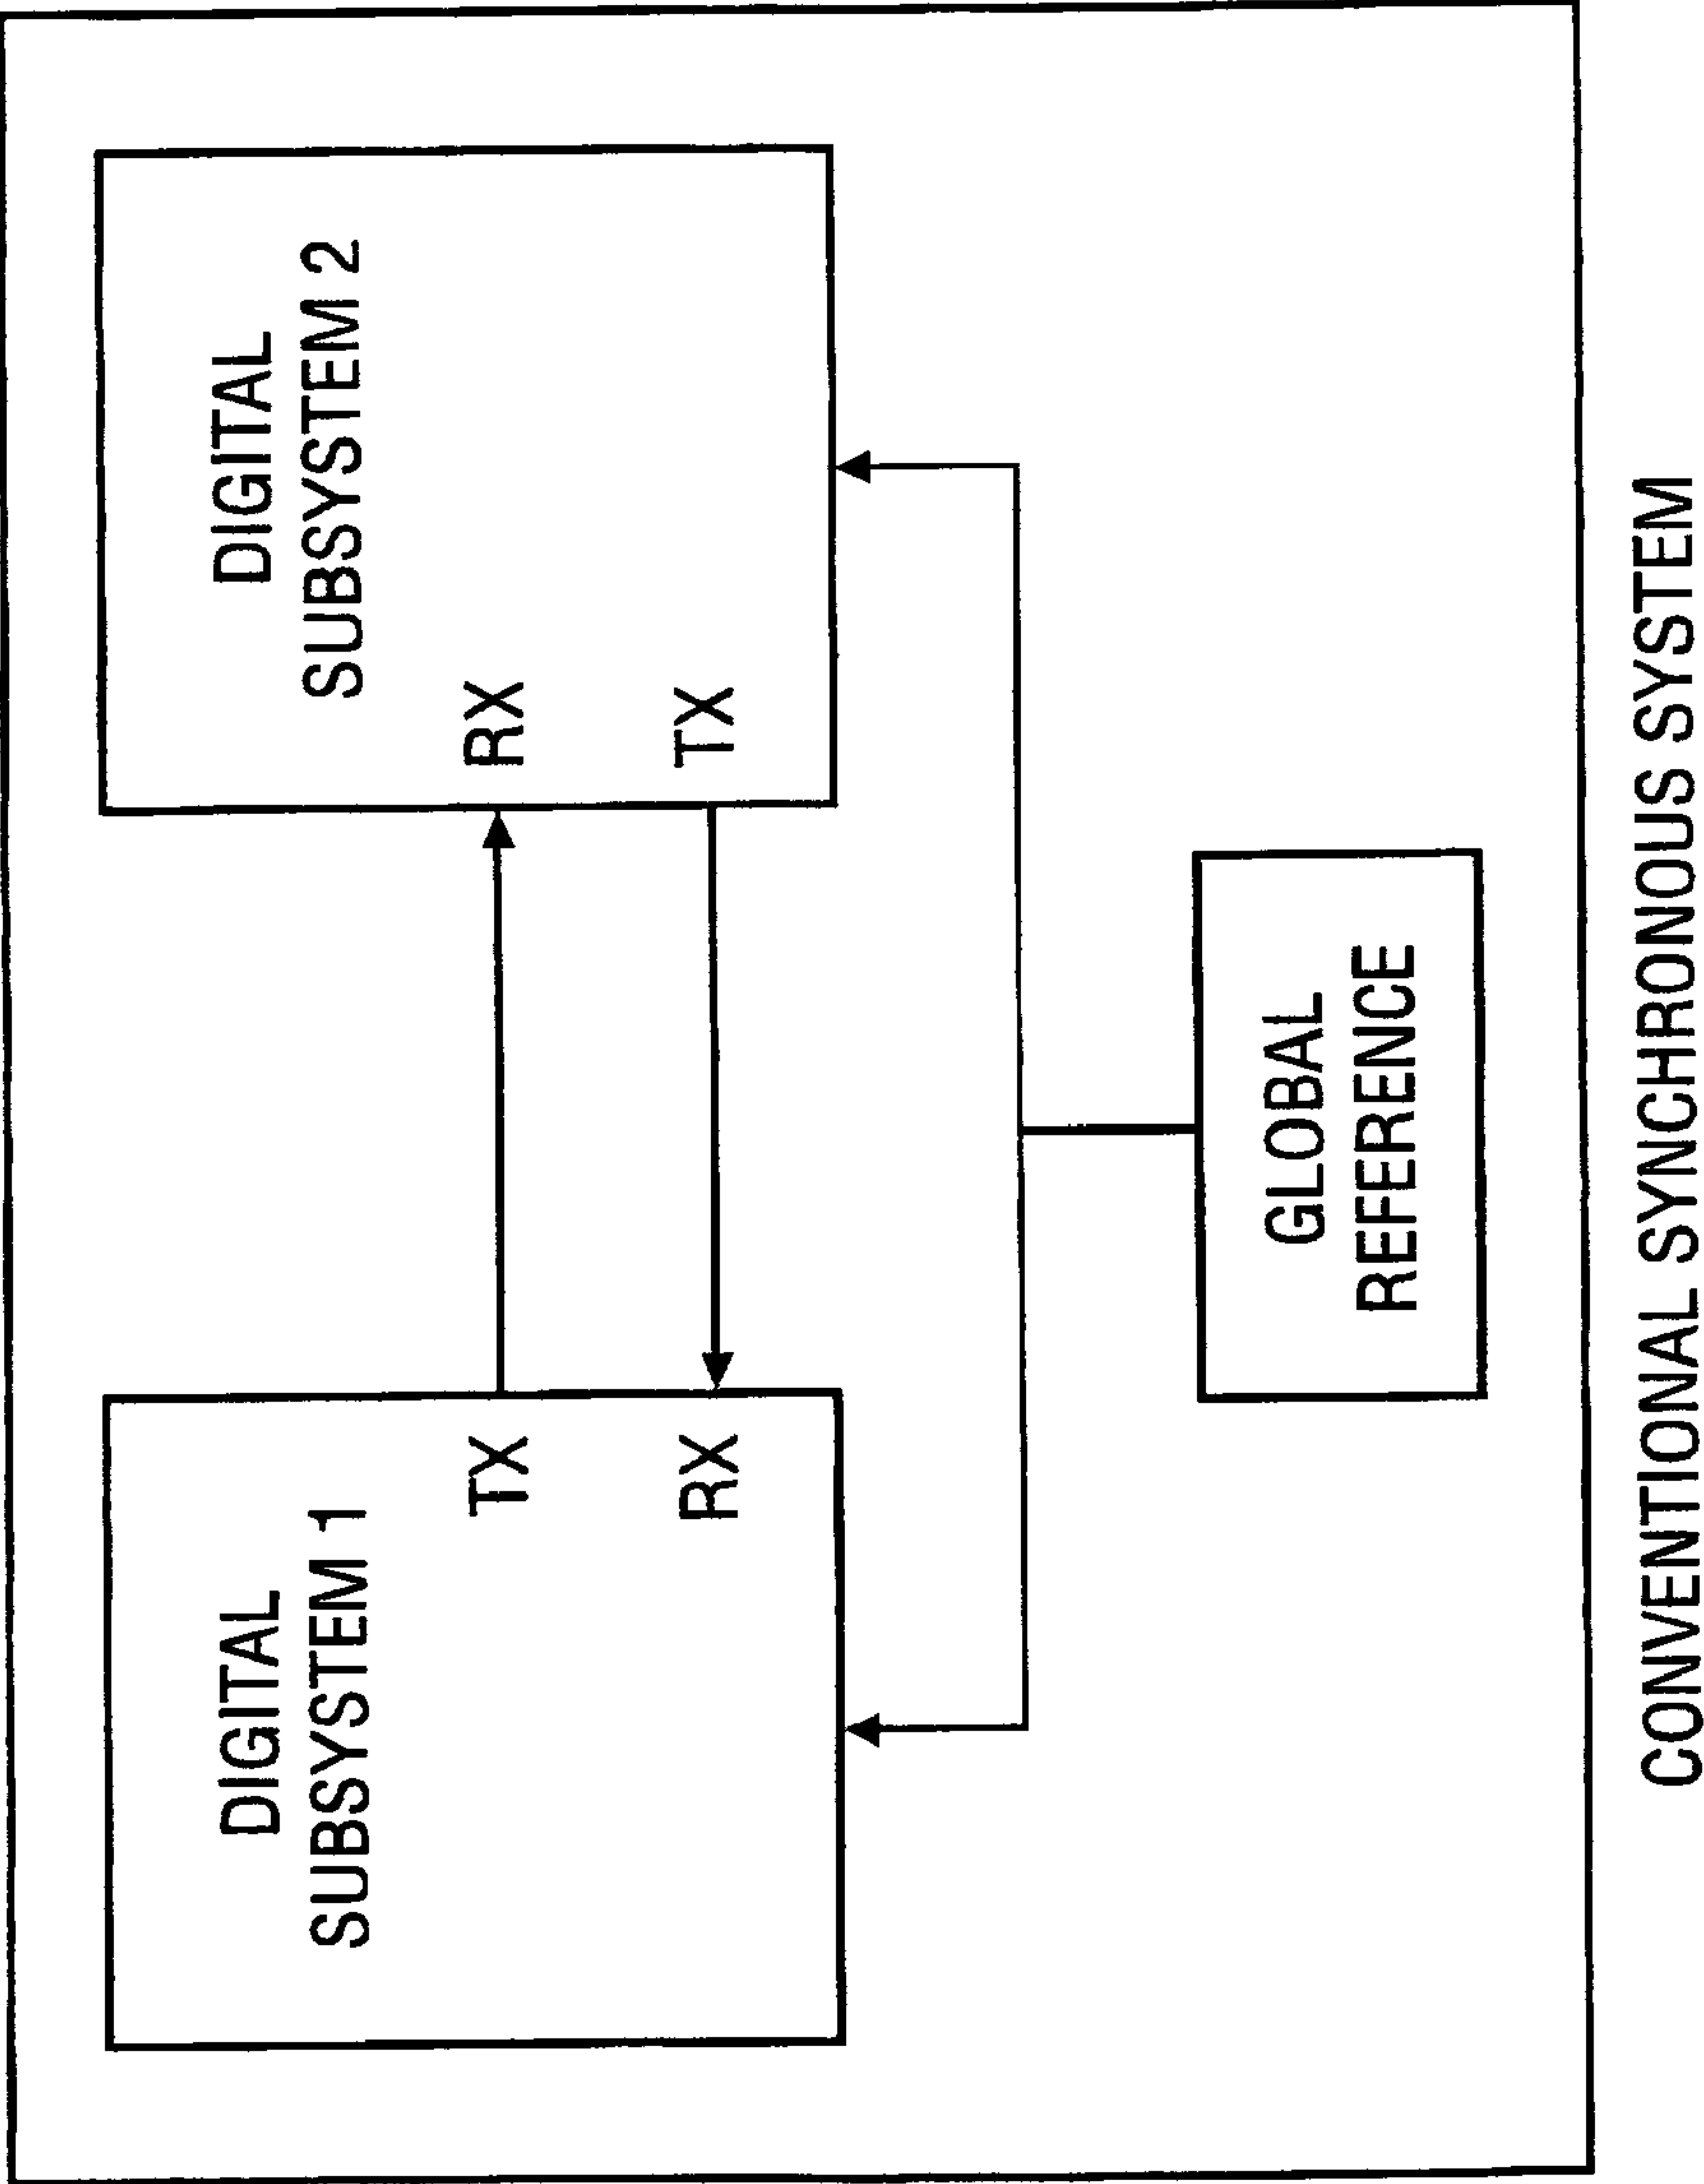 DIGITAL
SUBSYSTEM 1
TX
RX
DIGITAL
SUBSYSTEM 2
RX
TX
GLOBAL
REFERENCE
CONVENTIONAL SYNCHRONOUS SYSTEM